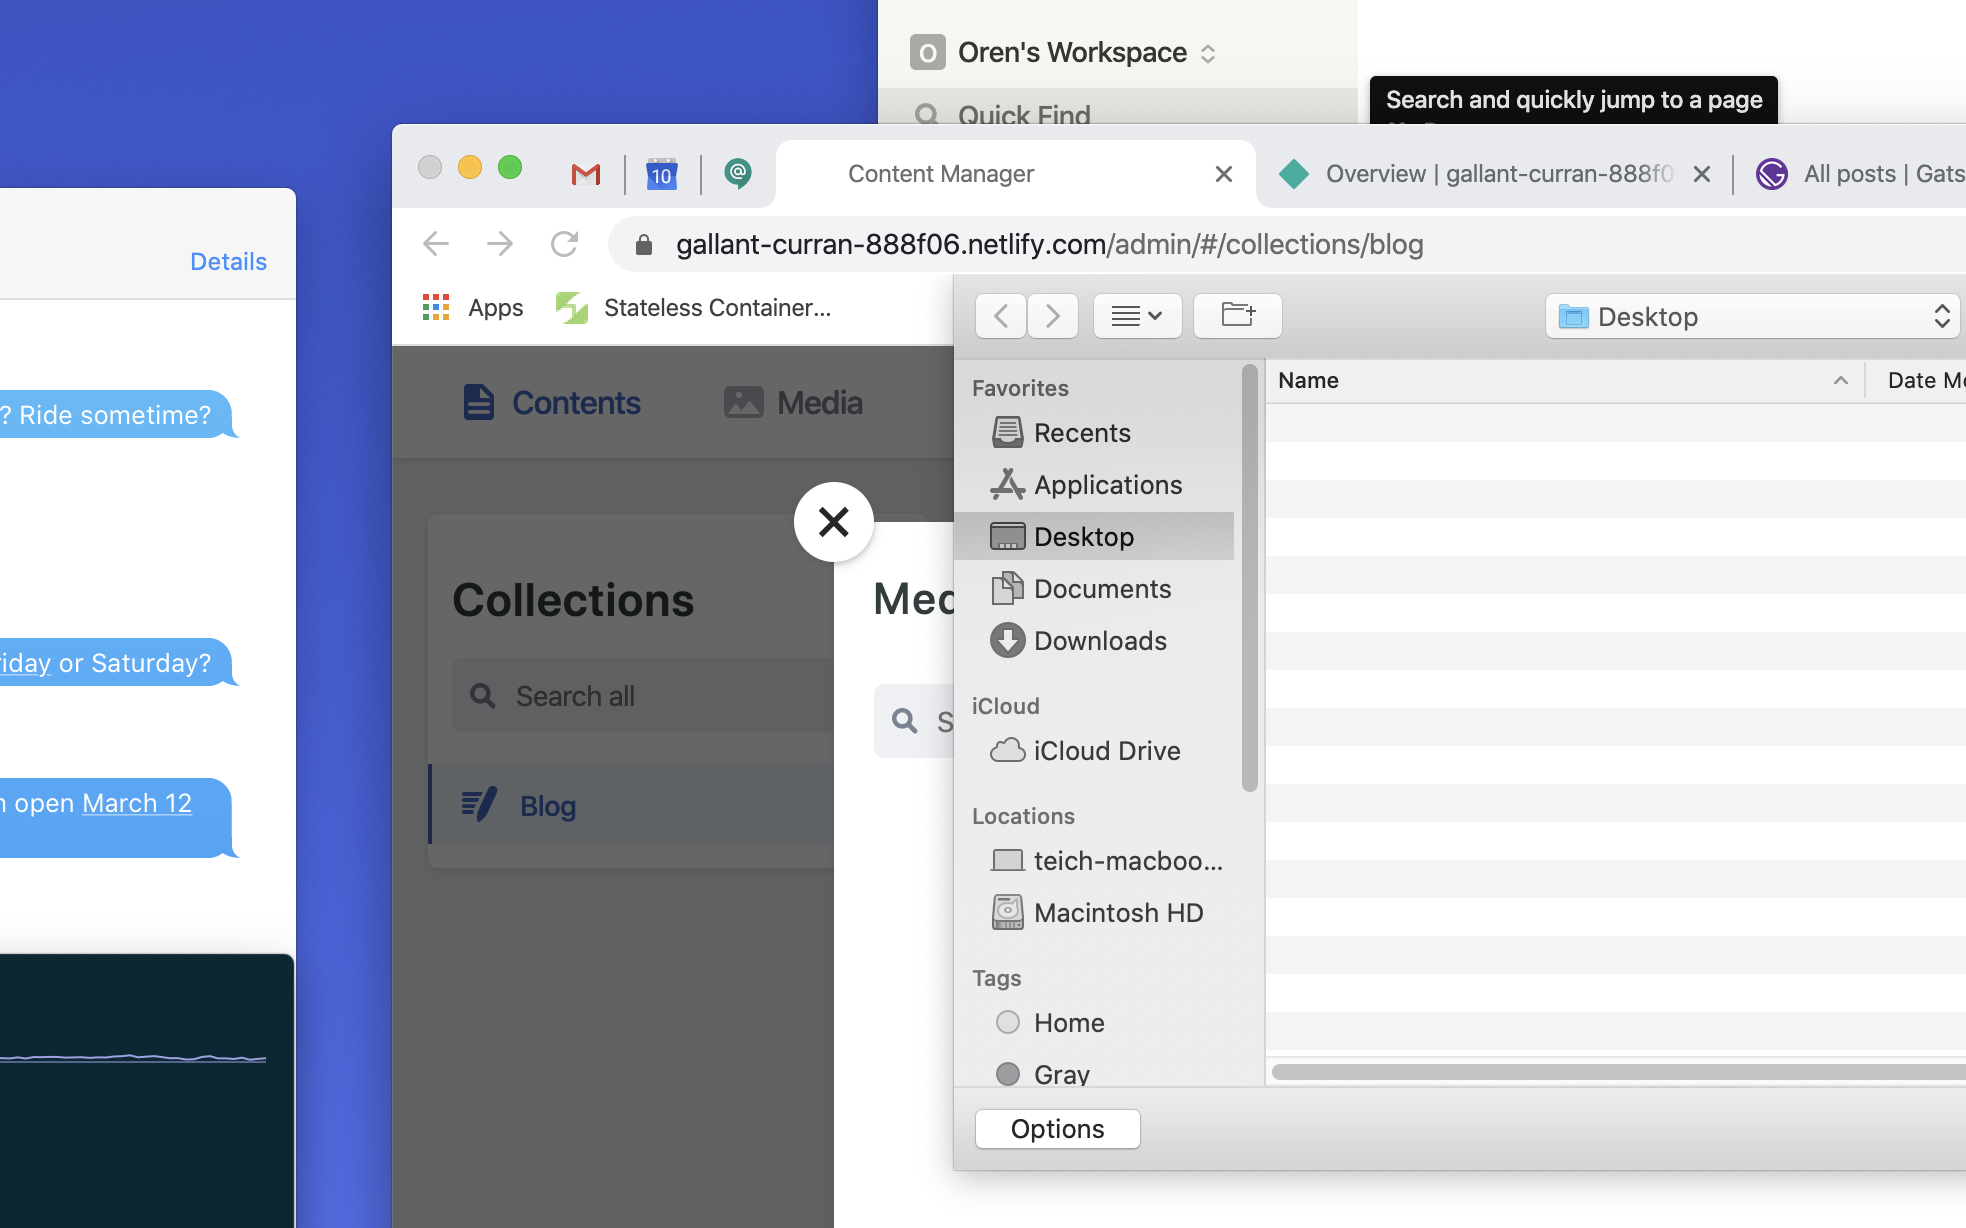 O Oren's Workspace
Quick Find
Search and quickly jump to a page
10
Content Manager
Overview | gallant-curran-888f0
All posts | Gats
gallant-curran-888f06.netlify.com/admin/#/collections/blog
Apps
Stateless Container...
Details
? Ride sometime?
iday or Saturday?
n open March 12
Contents
Media
Collections
Search all
Blog
Med
S
Desktop
Favorites
Recents
Applications
Desktop
Documents
Downloads
iCloud
iCloud Drive
Locations
teich-macboo...
Macintosh HD
Tags
Home
Gray
Name
Date Mo
Options